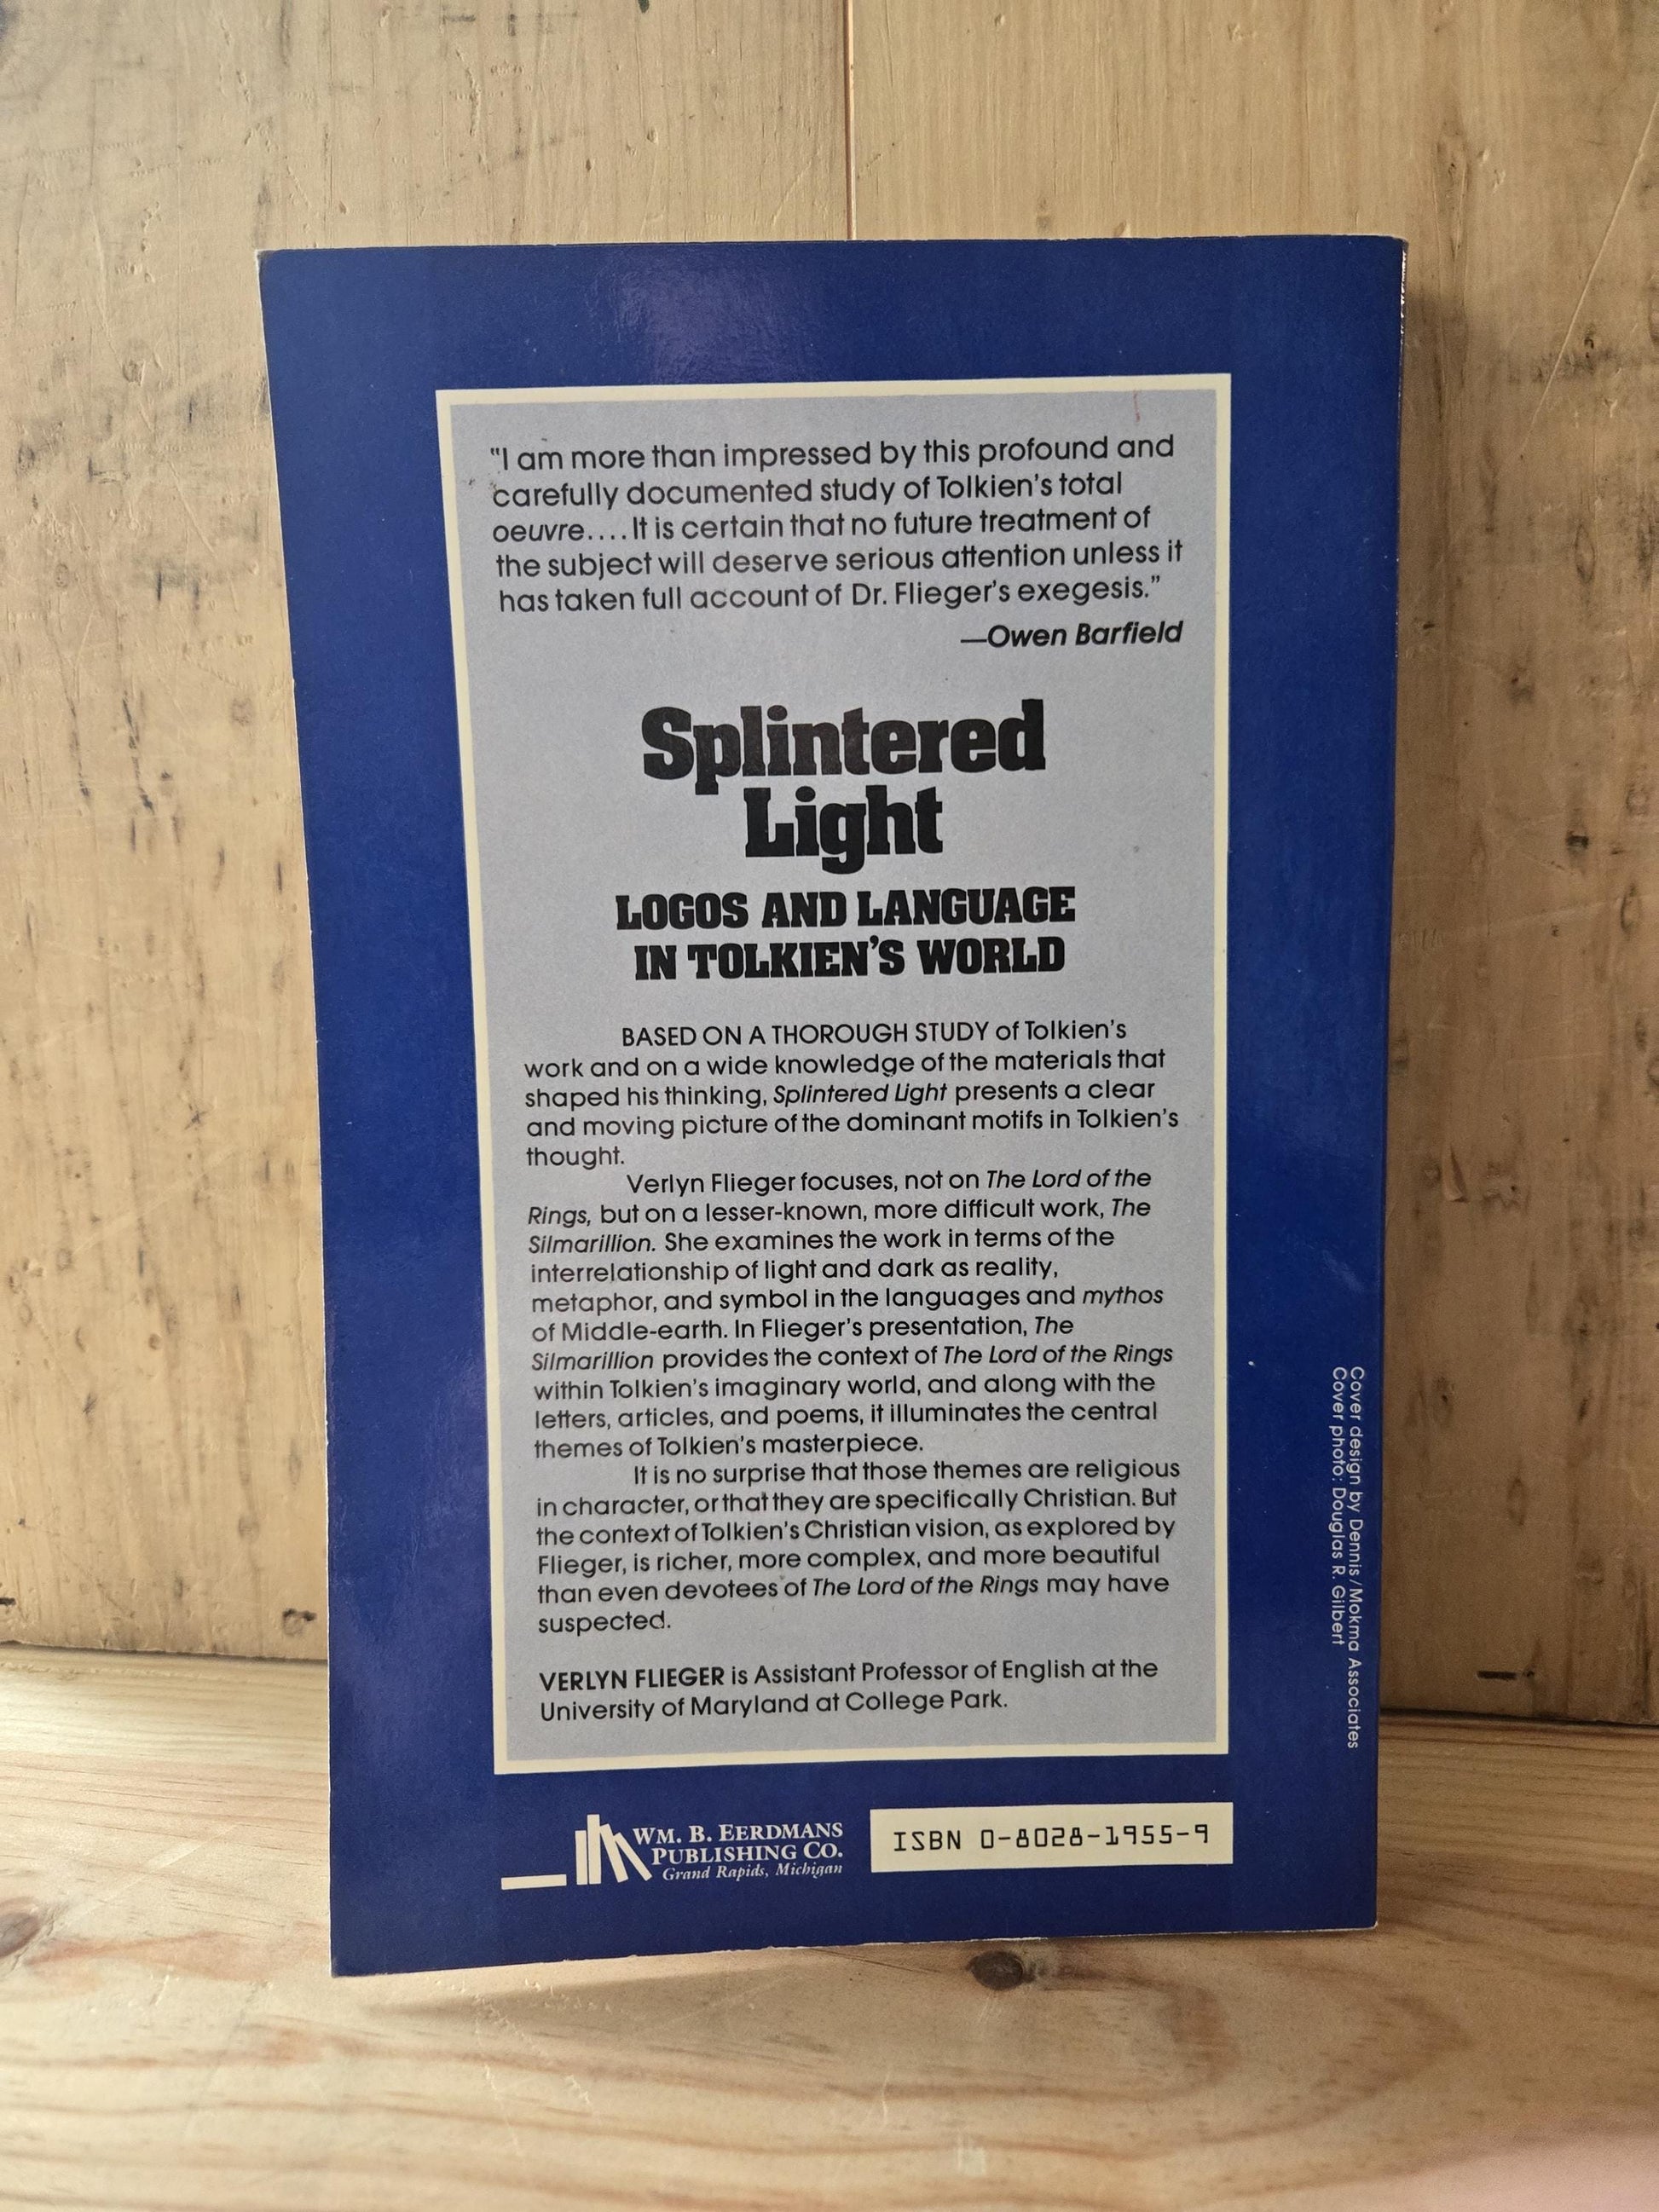 "I am more than impressed by this profound and
carefully documented study of Tolkien's total
oeuvre.... It is certain that no future treatment of
the subject will deserve serious attention unless it
has taken full account of Dr. Flieger's exegesis."
—Owen Barfield
Splintered
Light
LOGOS AND LANGUAGE
IN TOLKIEN'S WORLD
BASED ON A THOROUGH STUDY of Tolkien's
work and on a wide knowledge of the materials that
shaped his thinking, Splintered Light presents a clear
and moving picture of the dominant motifs in Tolkien's
thought.
Verlyn Flieger focuses, not on The Lord of the
Rings, but on a lesser-known, more difficult work, The
Silmarillion. She examines the work in terms of the
interrelationship of light and dark as reality,
metaphor, and symbol in the languages and mythos
of Middle-earth. In Flieger's presentation, The
Silmarillion provides the context of The Lord of the Rings
within Tolkien's imaginary world, and along with the
letters, articles, and poems, it illuminates the central
themes of Tolkien's masterpiece.
It is no surprise that those themes are religious
in character, or that they are specifically Christian. But
the context of Tolkien's Christian vision, as explored by
Flieger, is richer, more complex, and more beautiful
than even devotees of The Lord of the Rings may have
suspected.
VERLYN FLIEGER is Assistant Professor of English at the
University of Maryland at College Park.
WM. B. EERDMANS
PUBLISHING CO.
Grand Rapids, Michigan
ISBN 0-8028-1955-9
Cover design by Dennis/Mokma Associates
Cover photo: Douglas R. Gilbert